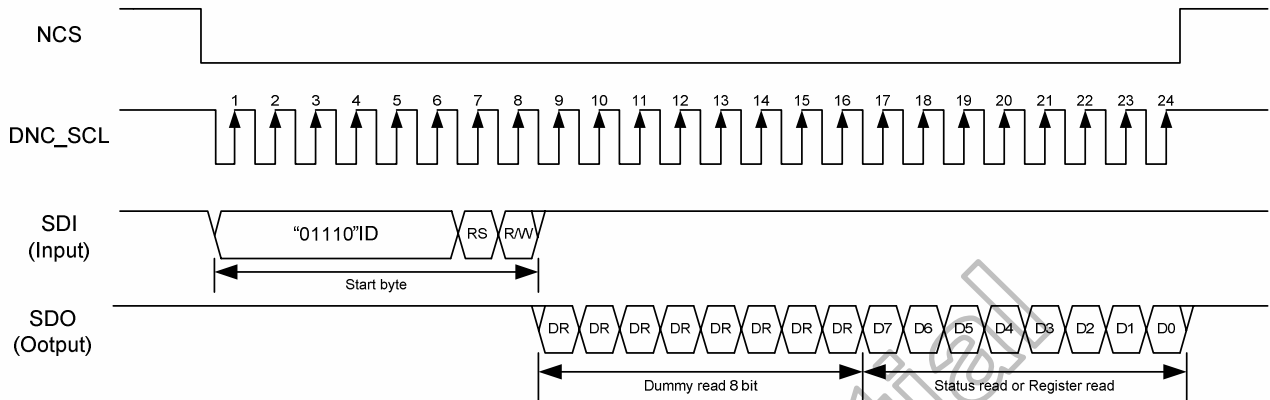 NCS
1 2 3 4 5 6 7 8 9 10 11 12 13 14 15 16 17 18 19 20 21 22 23 24
DNC_SCL
SDI
(Input)
“01110”ID RS R/W
Start byte
SDO
(Ootput)
DR DR DR DR DR DR DR DR D7 D6 D5 D4 D3 D2 D1 D0
Dummy read 8 bit
Status read or Register read
tial